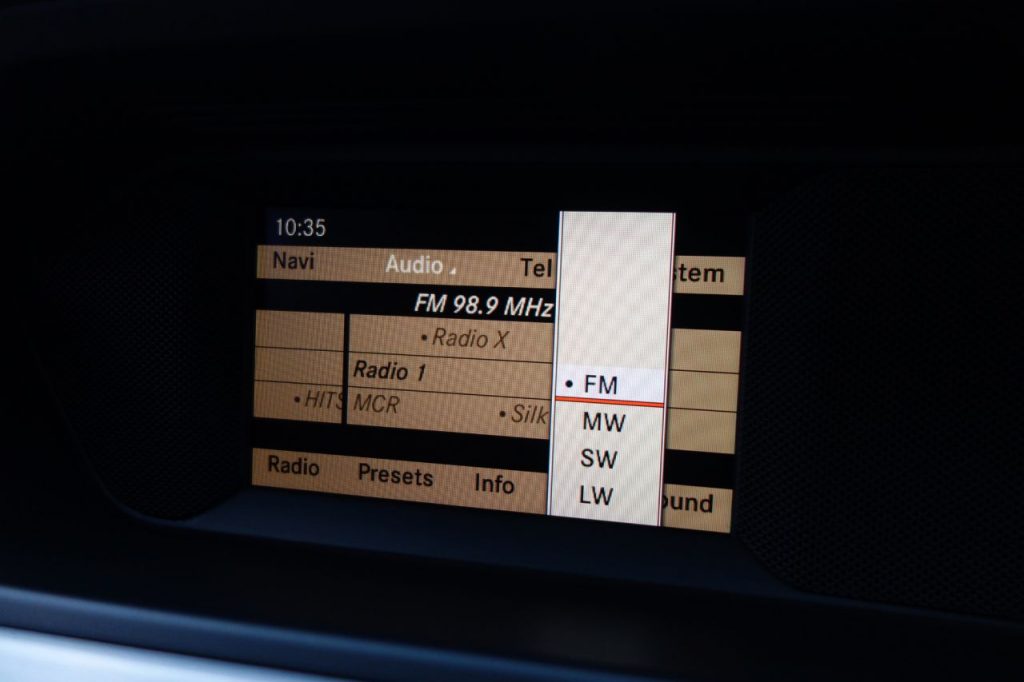 10:35
Navi Audio Tel stem
FM 98.9 MHz
• Radio X
Radio 1
• HITS MCR • Silk
• FM
MW
SW
LW
Radio Presets Info ound